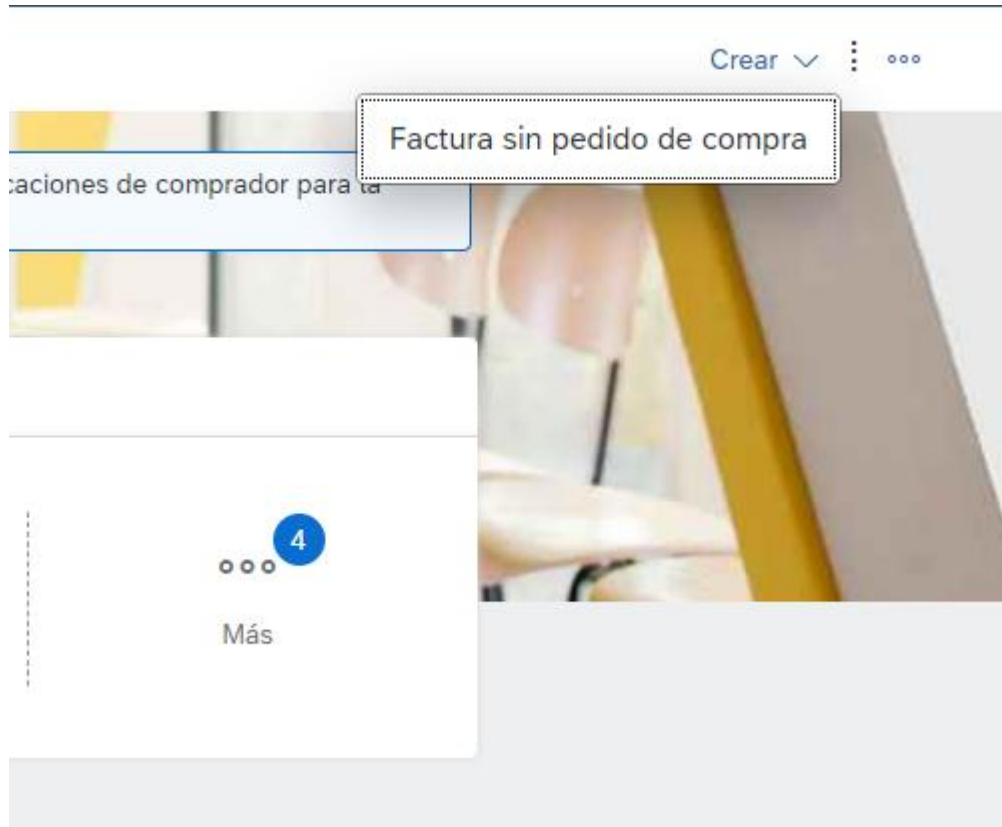 Crear
Factura sin pedido de compra
caciones de comprador para la
4
Más